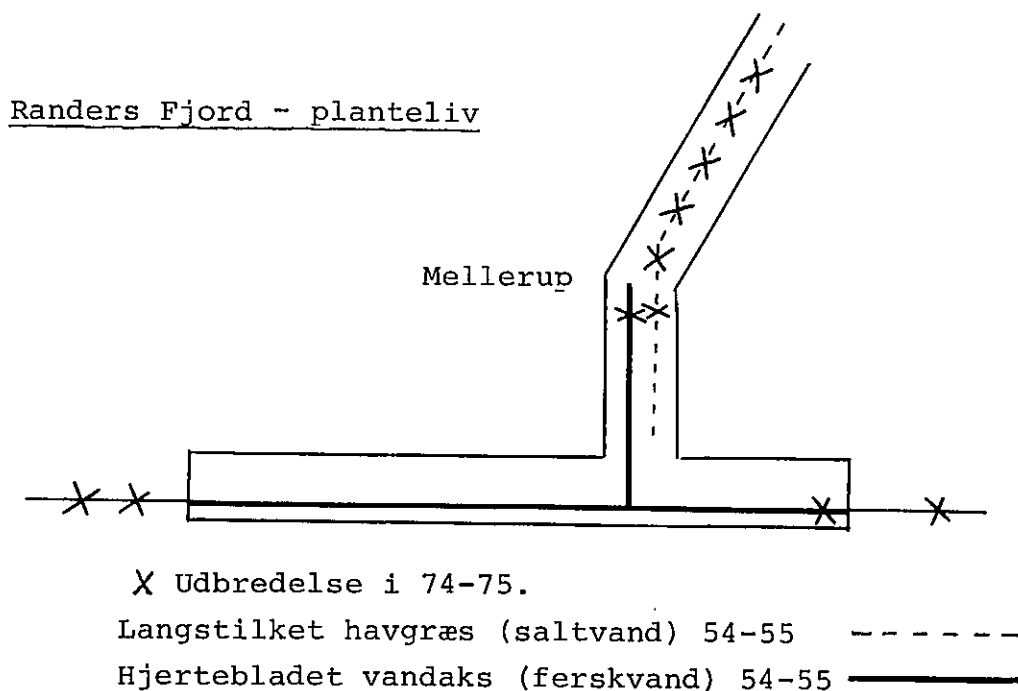 Randers Fjord - planteliv
Mellerup
X Udbredelse i 74-75.
Langstilket havgræs (saltvand) 54-55
Hjertebladet vandaks (ferskvand) 54-55